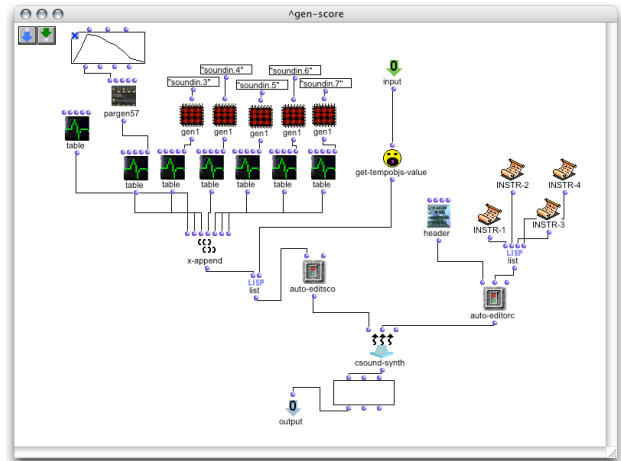 ^gen-score
"soundin.3"
"soundin.4"
"soundin.5"
"soundin.6"
"soundin.7"
0
input
pargen57
table
gen1
gen1
gen1
gen1
gen1
table
table
table
table
table
table
get-tempobjs-value
INSTR-2
INSTR-4
INSTR-1
INSTR-3
header
LISP
list
x-append
LISP
list
auto-editsco
auto-editorc
csound-synth
0
output